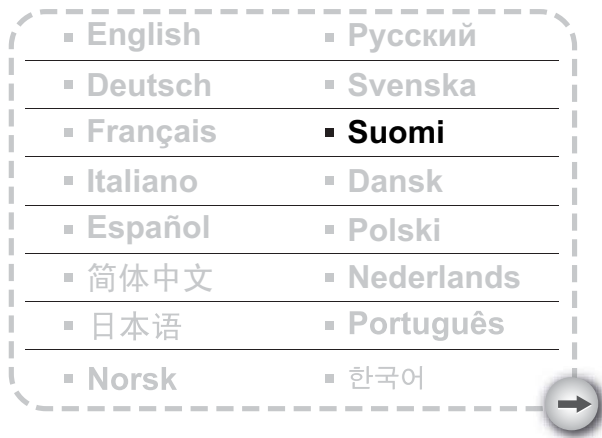 ▪ English ▪ Русский
▪ Deutsch ▪ Svenska
▪ Français ▪ Suomi
▪ Italiano ▪ Dansk
▪ Español ▪ Polski
▪ 简体中文 ▪ Nederlands
▪ 日本语 ▪ Português
▪ Norsk ▪ 한국어